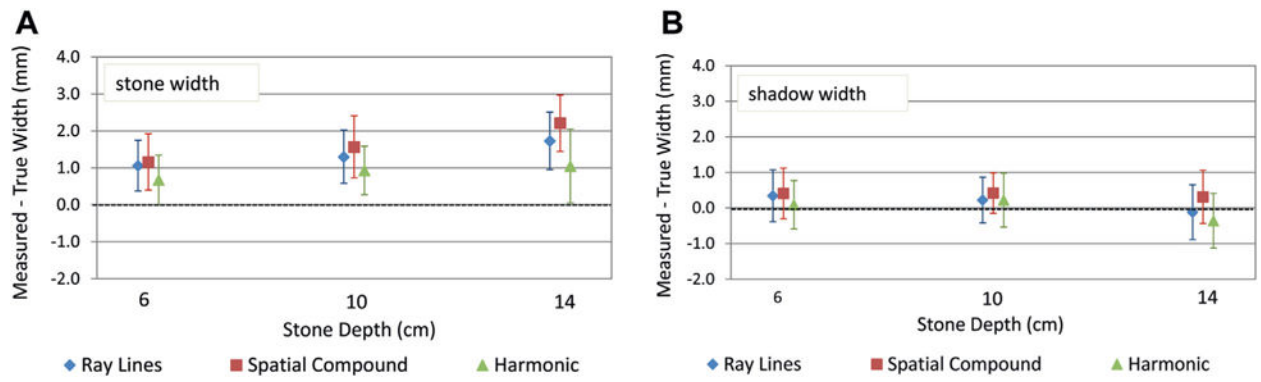 A
Measured - True Width (mm)
4.0
3.0
2.0
1.0
0.0
-1.0
-2.0
stone width
6 10 14
Stone Depth (cm)
Ray Lines Spatial Compound Harmonic
B
Measured - True Width (mm)
4.0
3.0
2.0
1.0
0.0
-1.0
-2.0
shadow width
6 10 14
Stone Depth (cm)
Ray Lines Spatial Compound Harmonic